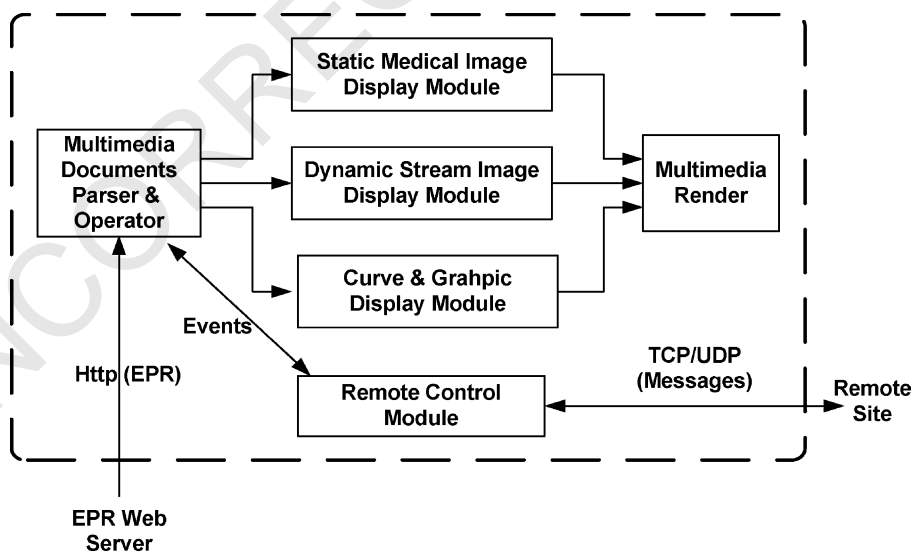 Static Medical Image
Display Module
Multimedia
Documents
Parser &
Operator
Dynamic Stream Image
Display Module
Multimedia
Render
Curve & Grahpic
Display Module
Events
Http (EPR)
TCP/UDP
(Messages)
Remote Control
Module
Remote
Site
EPR Web
Server
NCORREC